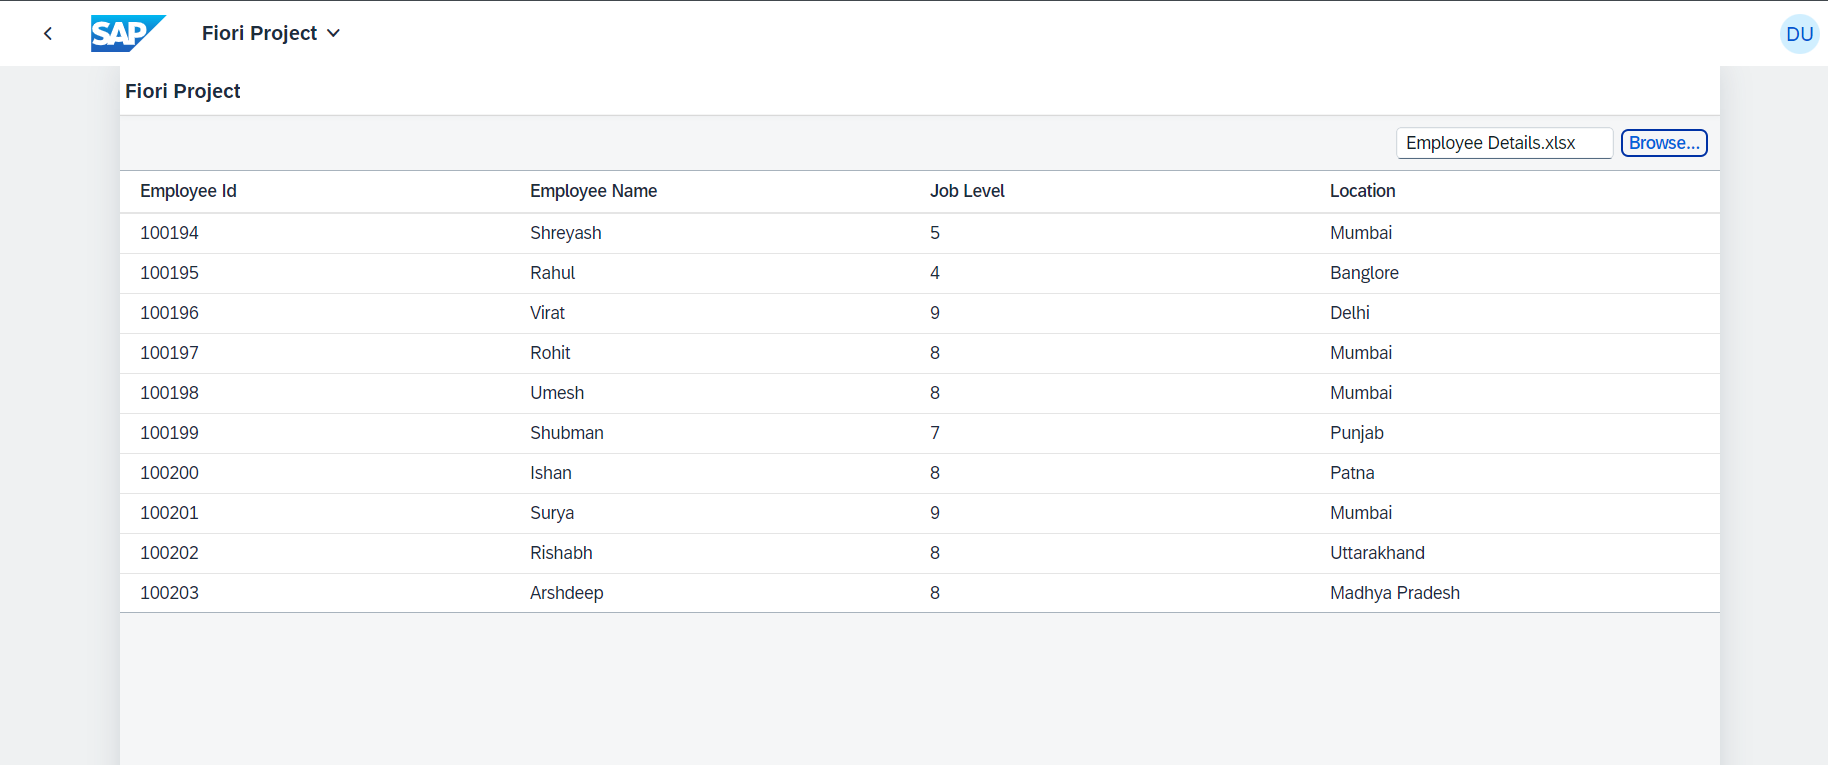 SAP Fiori Project DU
Fiori Project
Employee Details.xlsx Browse...
Employee Id Employee Name Job Level Location
100194 Shreyash 5 Mumbai
100195 Rahul 4 Banglore
100196 Virat 9 Delhi
100197 Rohit 8 Mumbai
100198 Umesh 8 Mumbai
100199 Shubman 7 Punjab
100200 Ishan 8 Patna
100201 Surya 9 Mumbai
100202 Rishabh 8 Uttarakhand
100203 Arshdeep 8 Madhya Pradesh